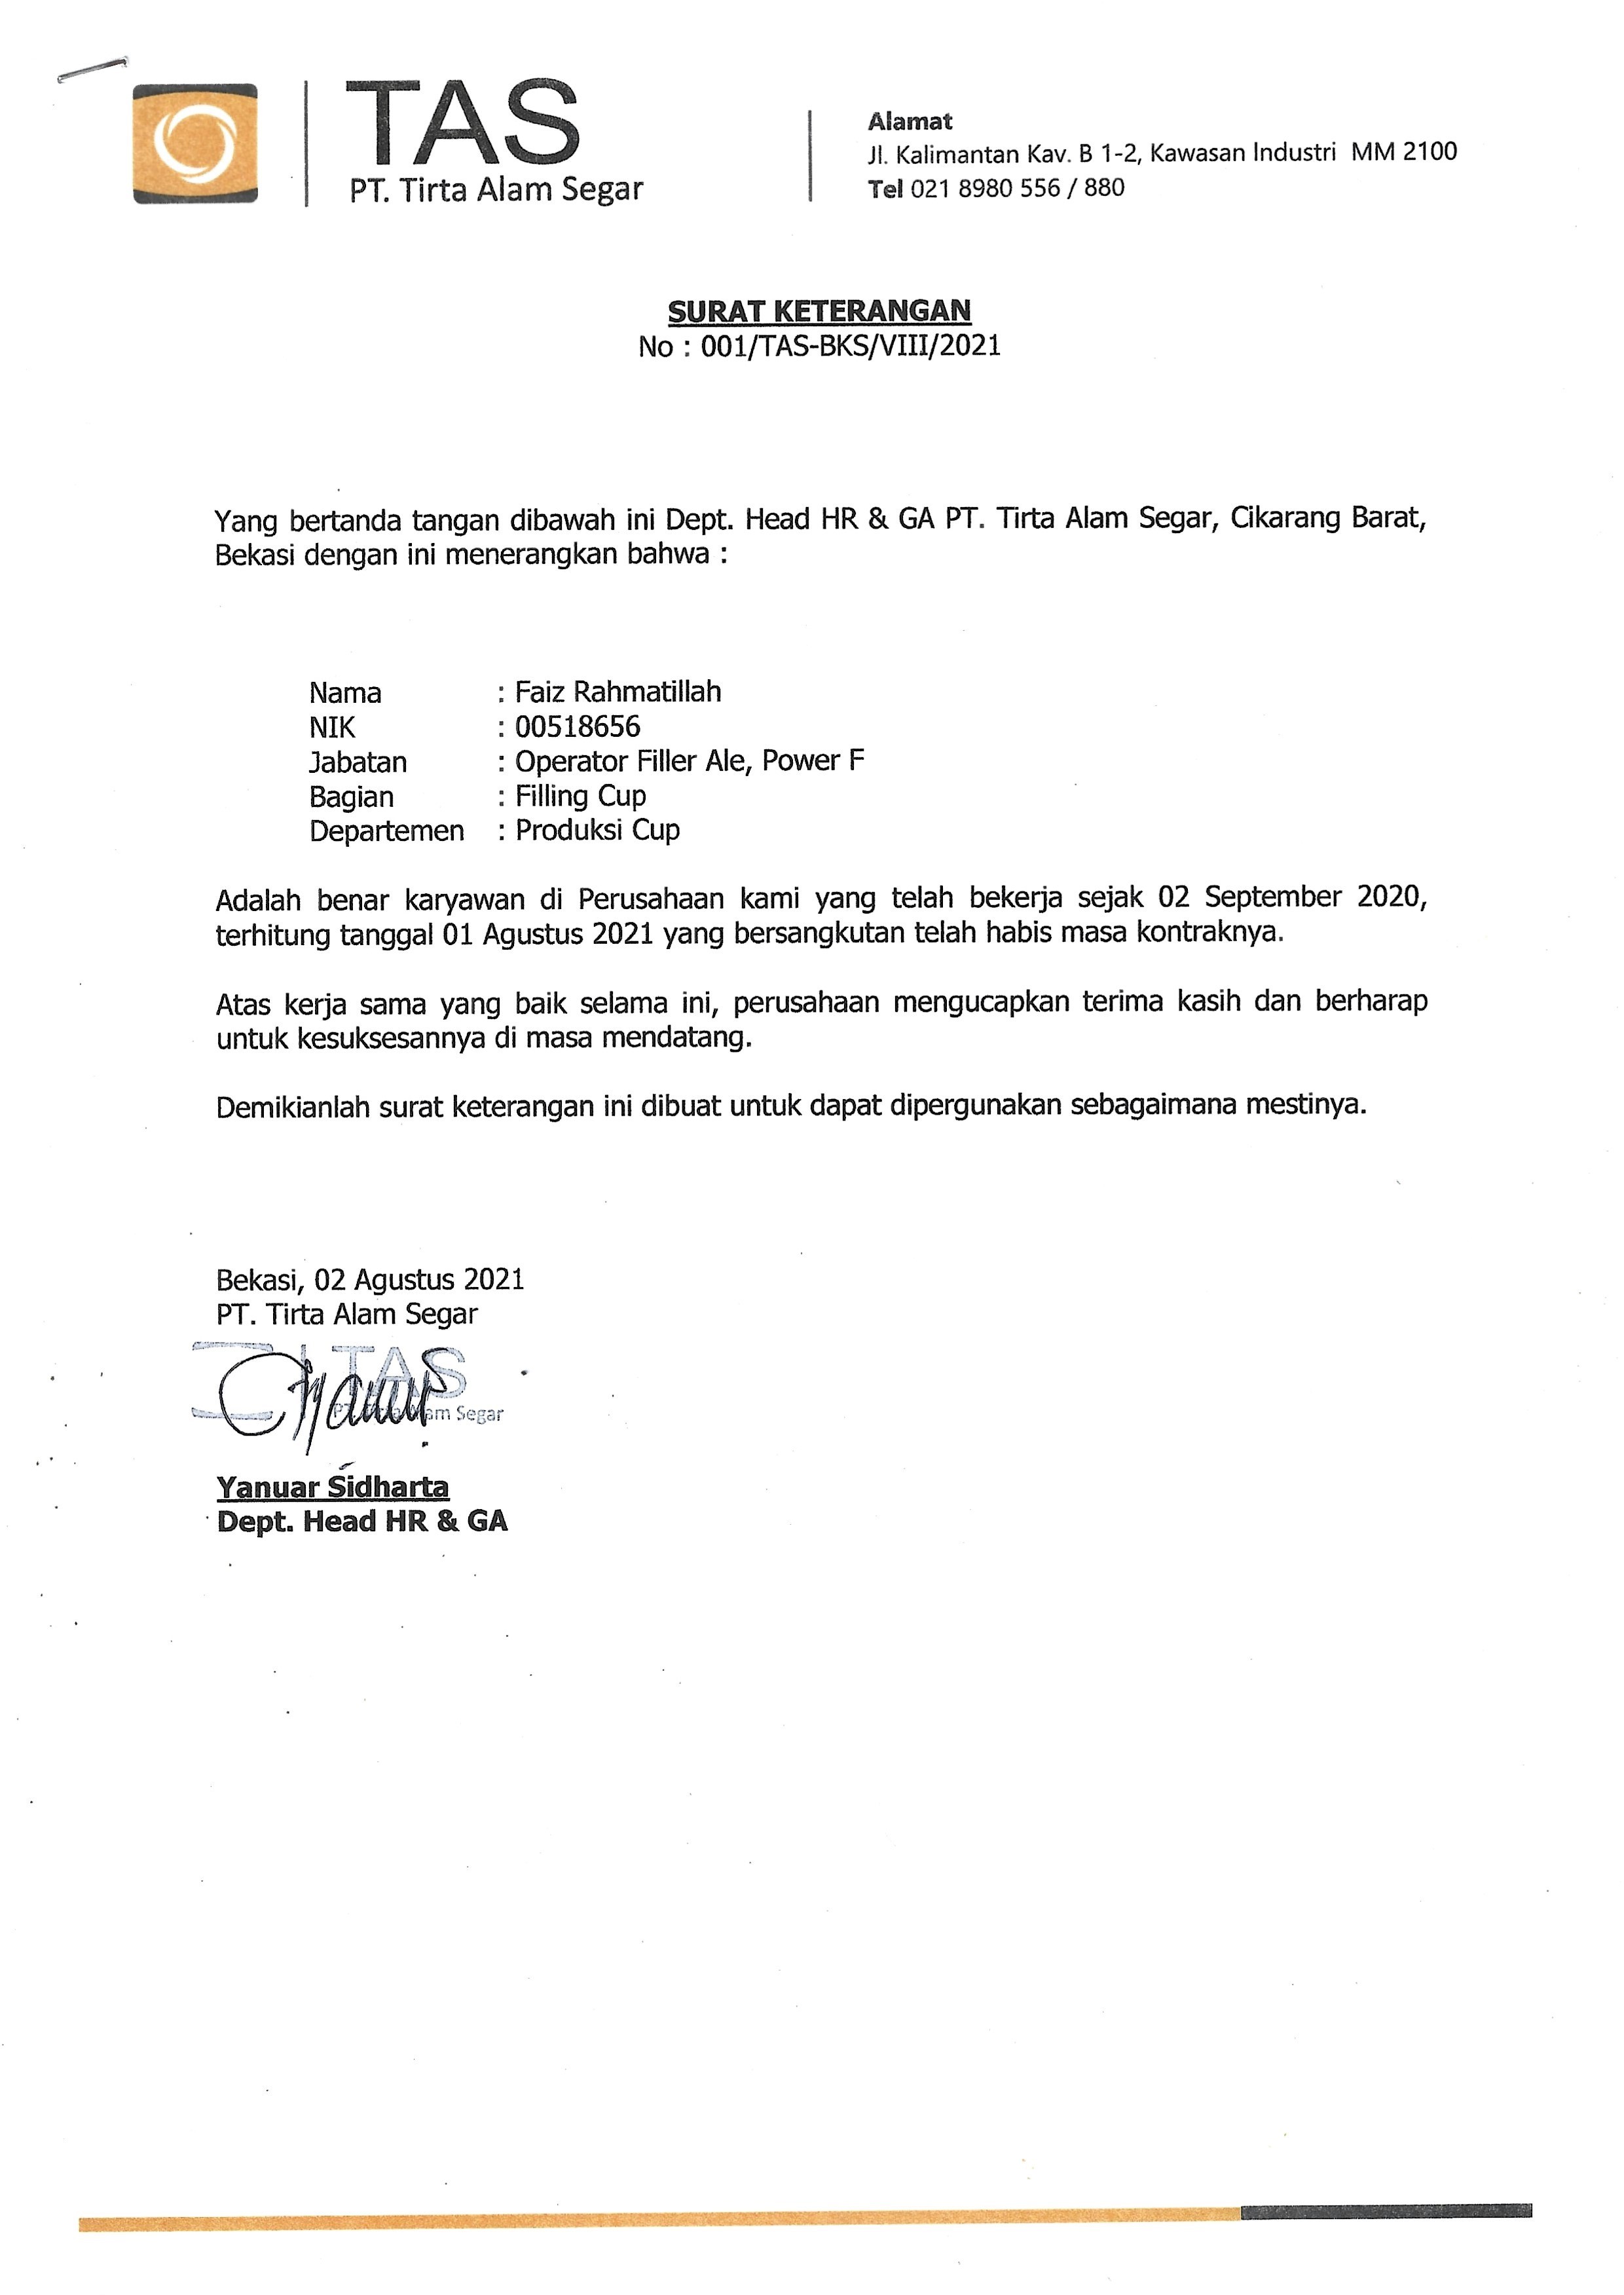 TAS
PT. Tirta Alam Segar
Alamat
Jl. Kalimantan Kav. B 1-2, Kawasan Industri MM 2100
Tel 021 8980 556 / 880
SURAT KETERANGAN
No : 001/TAS-BKS/VIII/2021
Yang bertanda tangan dibawah ini Dept. Head HR & GA PT. Tirta Alam Segar, Cikarang Barat,
Bekasi dengan ini menerangkan bahwa :
Nama : Faiz Rahmatillah
NIK : 00518656
Jabatan : Operator Filler Ale, Power F
Bagian : Filling Cup
Departemen : Produksi Cup
Adalah benar karyawan di Perusahaan kami yang telah bekerja sejak 02 September 2020,
terhitung tanggal 01 Agustus 2021 yang bersangkutan telah habis masa kontraknya.
Atas kerja sama yang baik selama ini, perusahaan mengucapkan terima kasih dan berharap
untuk kesuksesannya di masa mendatang.
Demikianlah surat keterangan ini dibuat untuk dapat dipergunakan sebagaimana mestinya.
Bekasi, 02 Agustus 2021
PT. Tirta Alam Segar
TAS
PT. Tirta Alam Segar
Yanuar Sidharta
Dept. Head HR & GA